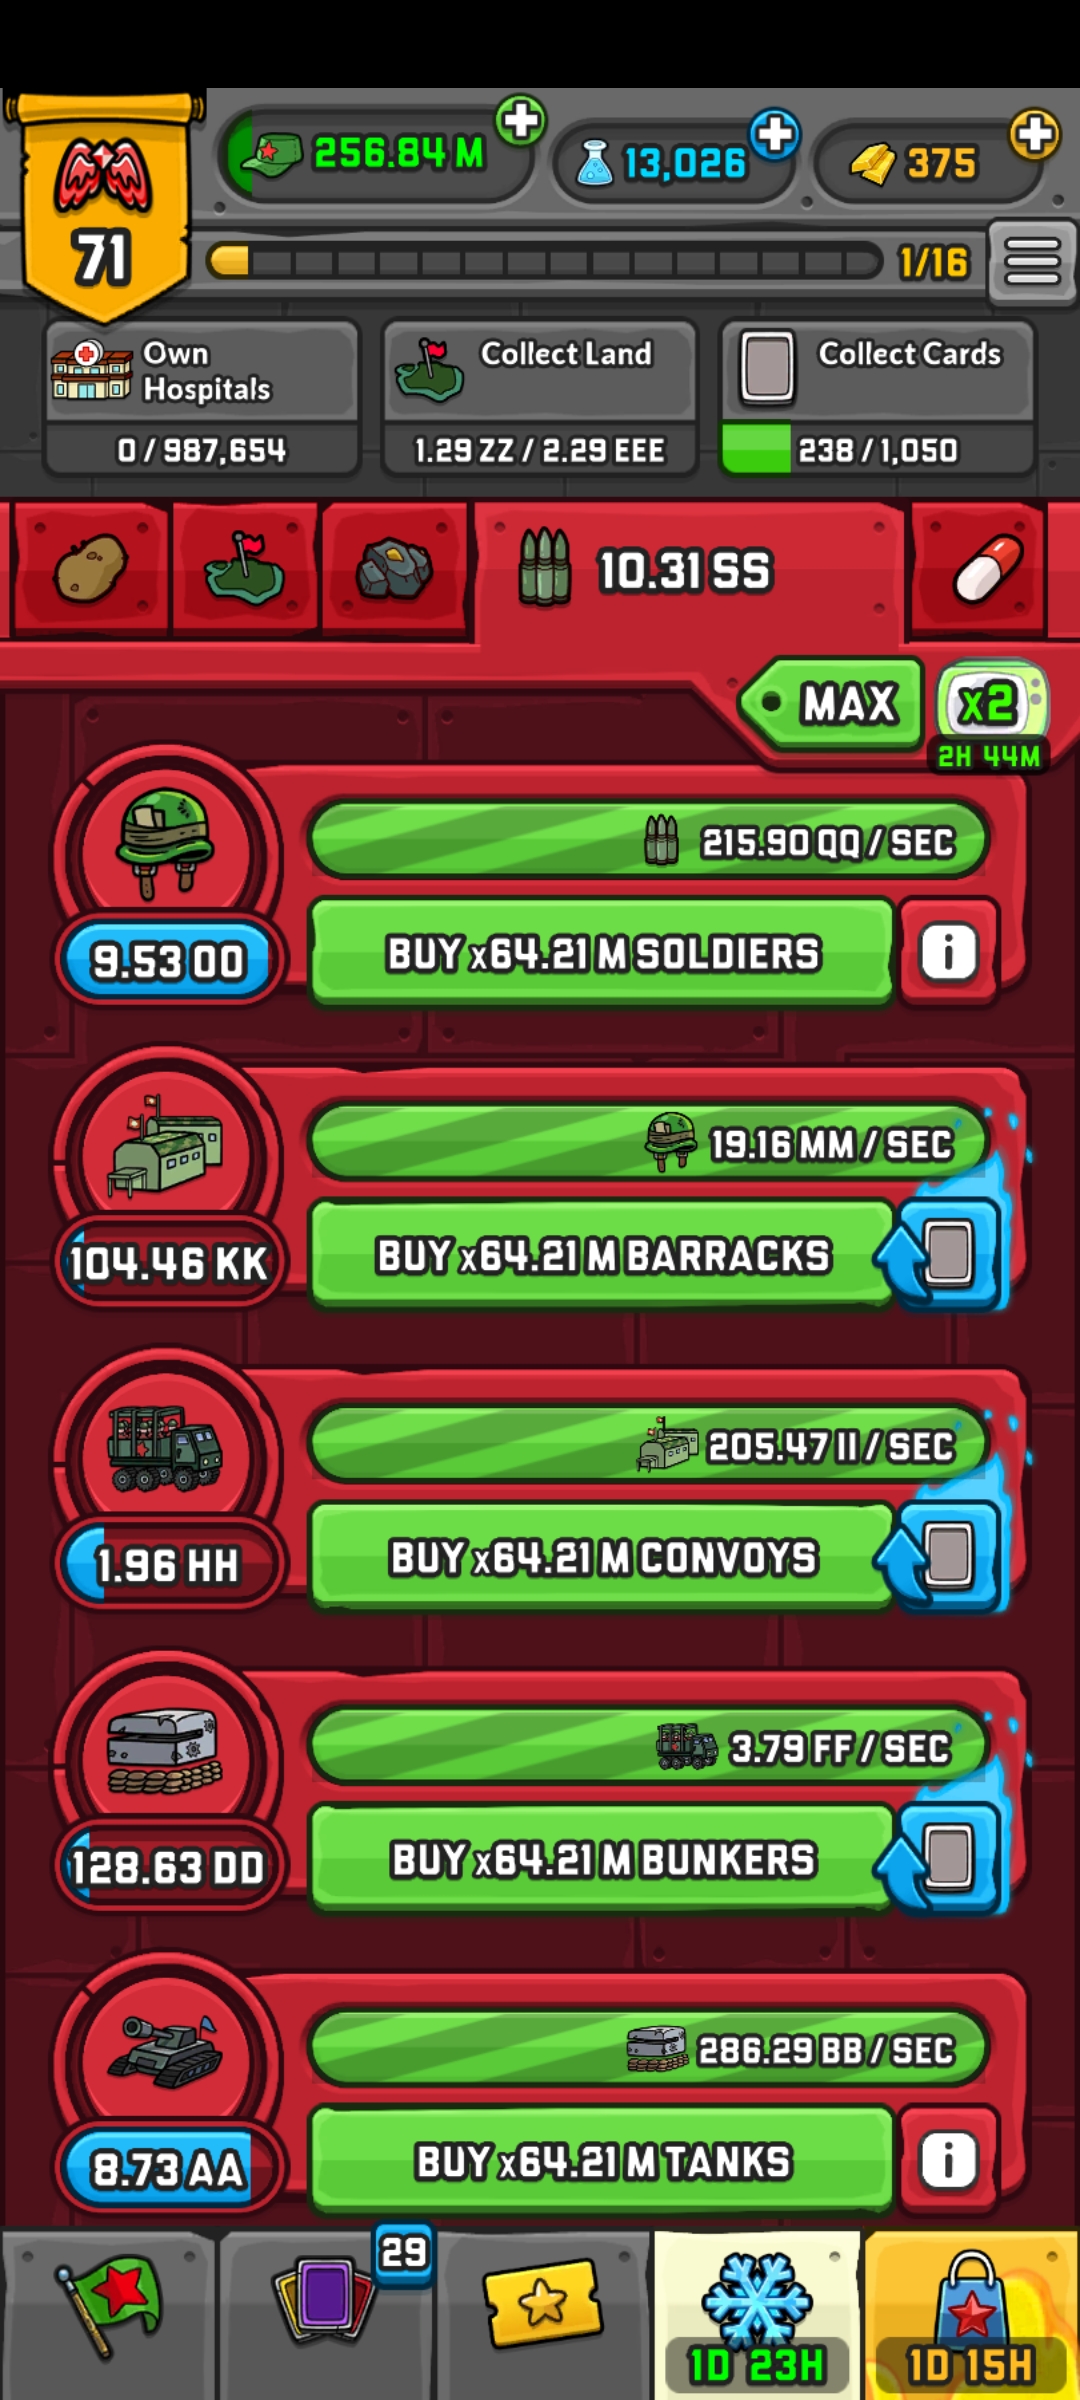 256.84 M
13,026
375
71
1/16
Own
Hospitals
0 / 987,654
Collect Land
1.29 ZZ / 2.29 EEE
Collect Cards
238 / 1,050
10.31 SS
MAX
x2
2H 44M
215.90 QQ / SEC
9.53 OO
BUY x64.21 M SOLDIERS
i
19.16 MM / SEC
104.46 KK
BUY x64.21 M BARRACKS
205.47 II / SEC
1.96 HH
BUY x64.21 M CONVOYS
3.79 FF / SEC
128.63 DD
BUY x64.21 M BUNKERS
286.29 BB / SEC
8.73 AA
BUY x64.21 M TANKS
i
29
1D 23H
1D 15H